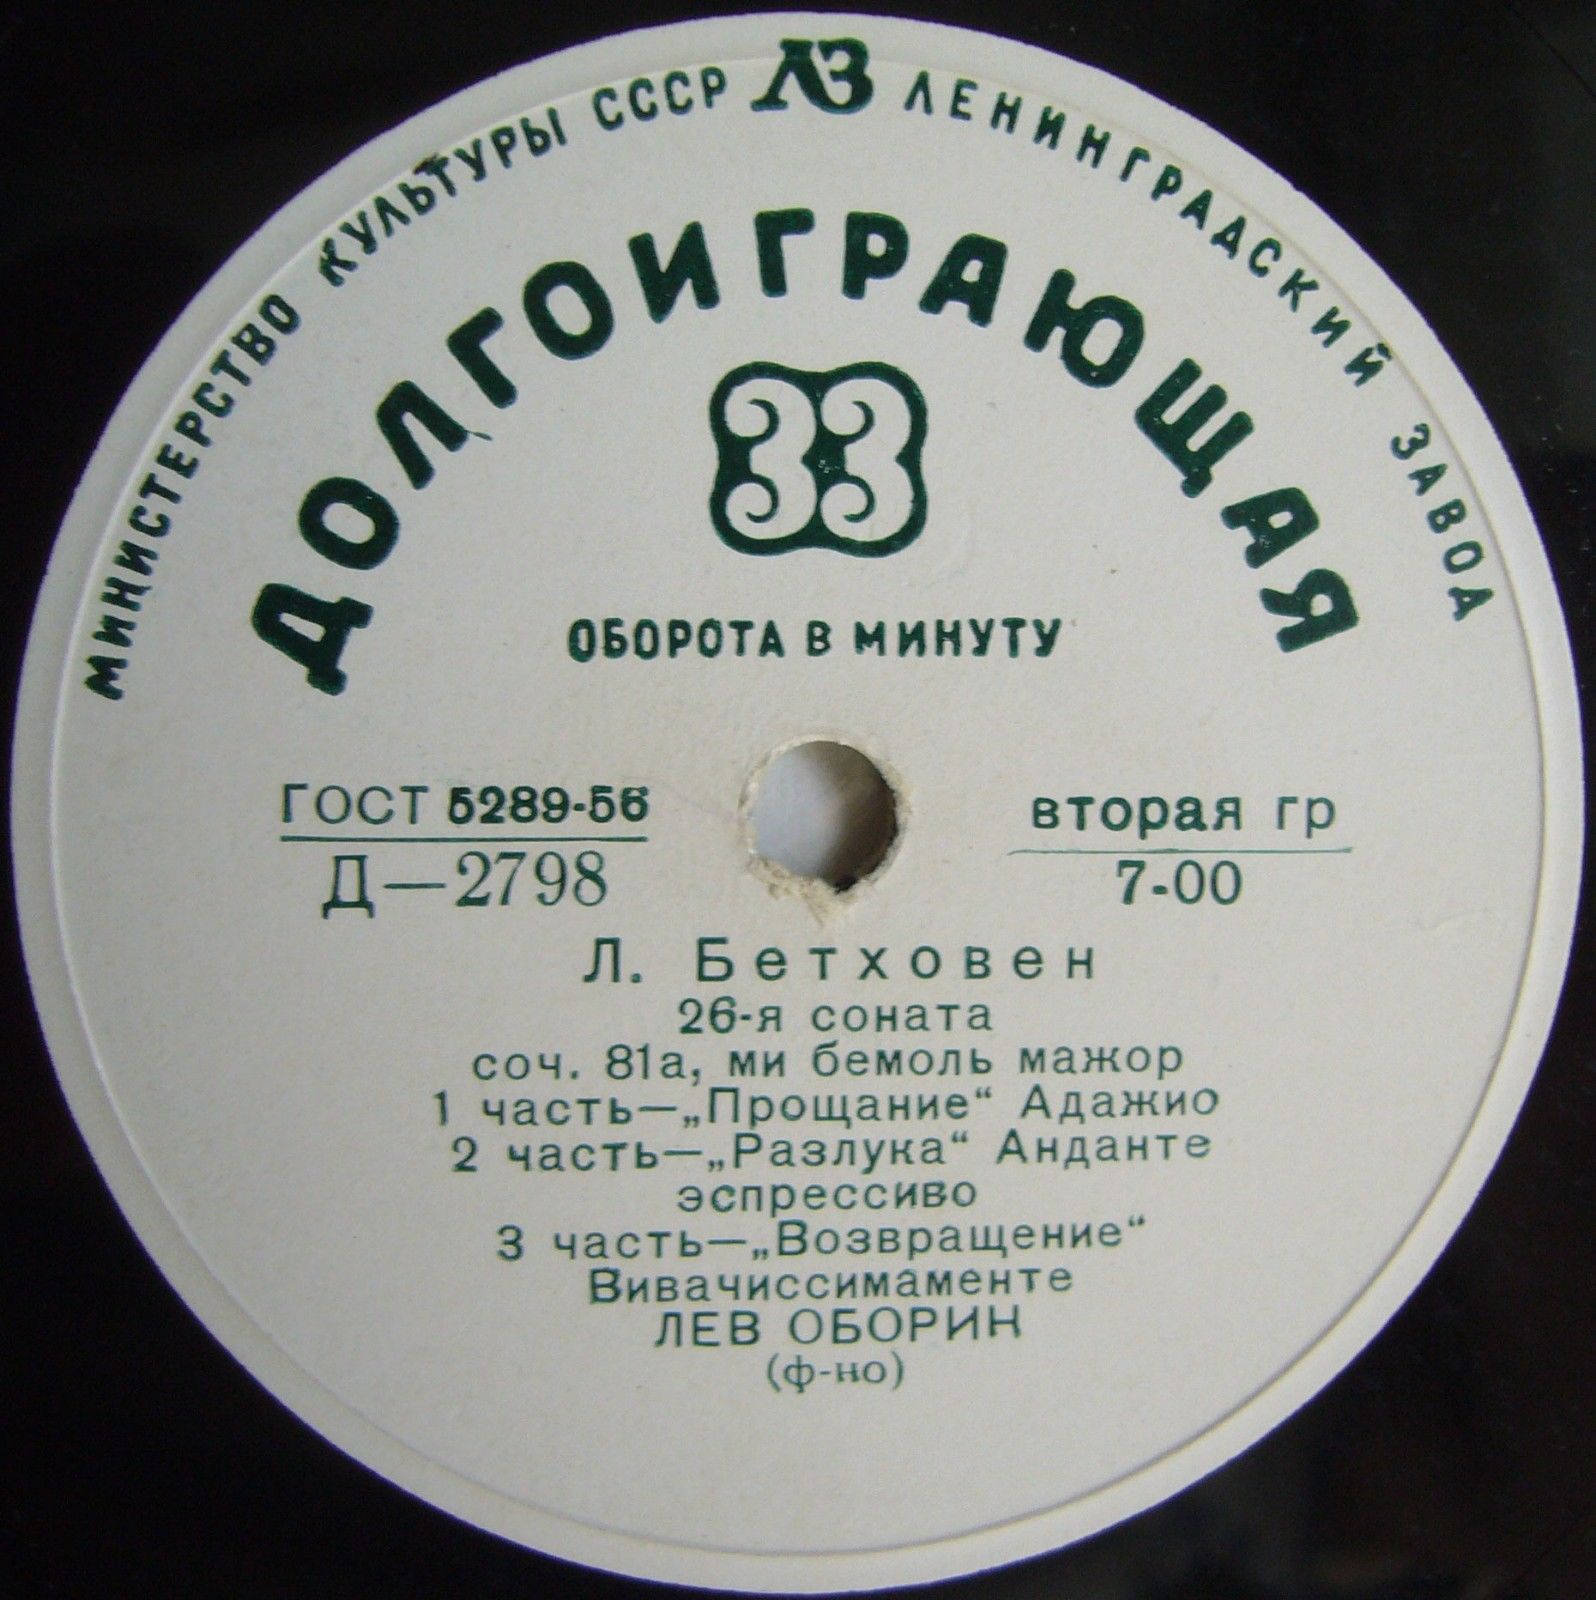 МИНИСТЕРСТВО КУЛЬТУРЫ СССР ЛЗ ЛЕНИНГРАДСКИЙ ЗАВОД
ДОЛГОИГРАЮЩАЯ
33
ОБОРОТА В МИНУТУ
ГОСТ 5289-56
Д—2798
вторая гр
7-00
Л. Бетховен
26-я соната
соч. 81а, ми бемоль мажор
1 часть—„Прощание“ Адажио
2 часть—„Разлука“ Анданте
эспрессиво
3 часть—„Возвращение“
Вивачиссимаменте
ЛЕВ ОБОРИН
(ф-но)